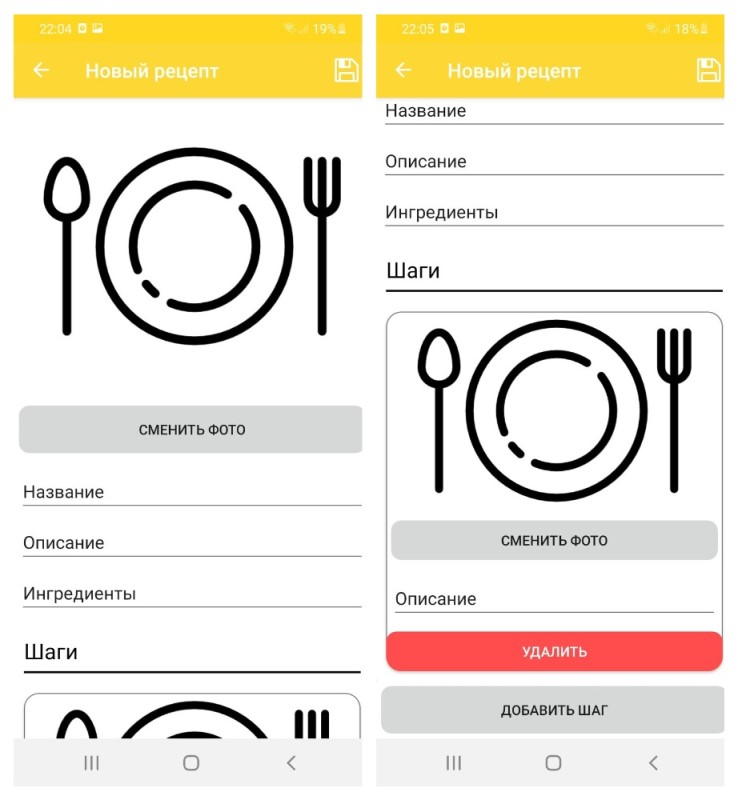 22:04 19%
Новый рецепт
СМЕНИТЬ ФОТО
Название
Описание
Ингредиенты
Шаги
22:05 18%
Новый рецепт
Название
Описание
Ингредиенты
Шаги
СМЕНИТЬ ФОТО
Описание
УДАЛИТЬ
ДОБАВИТЬ ШАГ